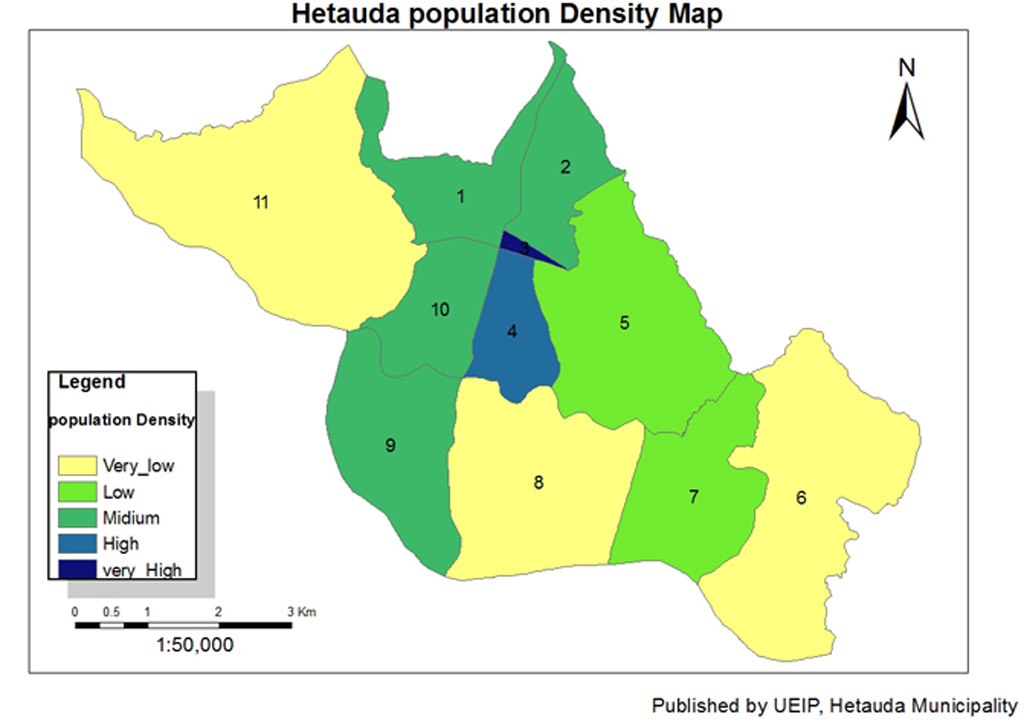 Hetauda population Density Map
N
2
11
1
3
10
5
4
9
8
7
6
Legend
population Density
Very_low
Low
Midium
High
very_High
0 0.5 1 2 3 Km
1:50,000
Published by UEIP, Hetauda Municipality